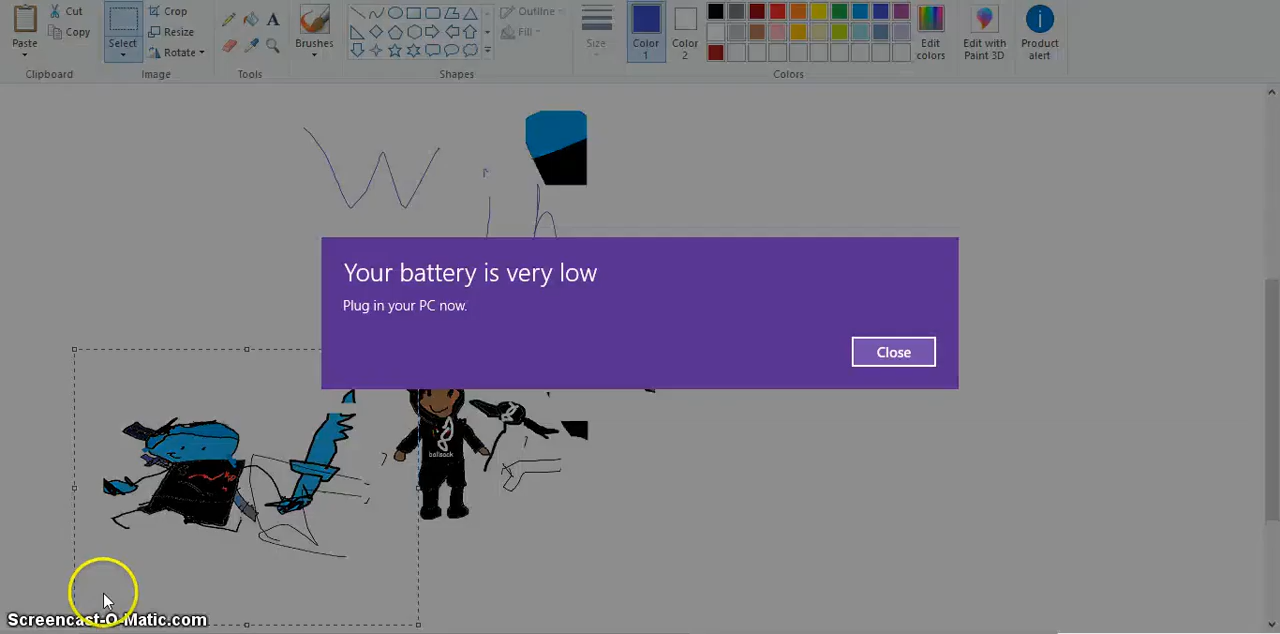 Paste
Cut
Copy
Clipboard
Select
Crop
Resize
Rotate
Image
A
Tools
Brushes
Shapes
Outline
Fill
Size
Color
1
Color
2
Colors
Edit
colors
Edit with
Paint 3D
Product
alert
W
i
h
Your battery is very low
Plug in your PC now.
Close
ballsack
Screencast-O-Matic.com